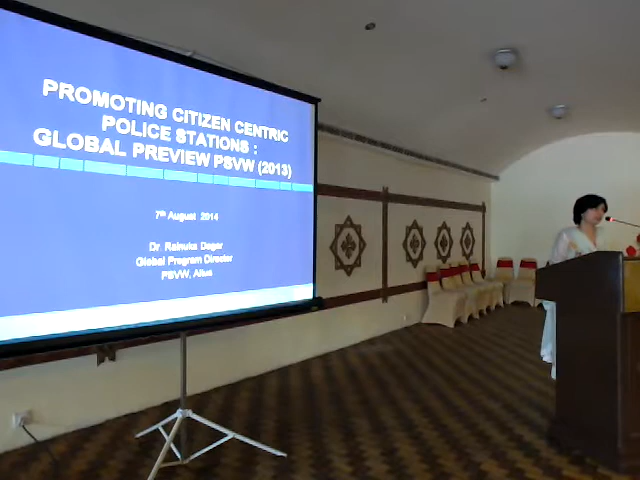 PROMOTING CITIZEN CENTRIC
POLICE STATIONS :
GLOBAL PREVIEW PSVW (2013)
7th August 2014
Dr Rainuka Dagar
Global Program Director
PSVW, Altus